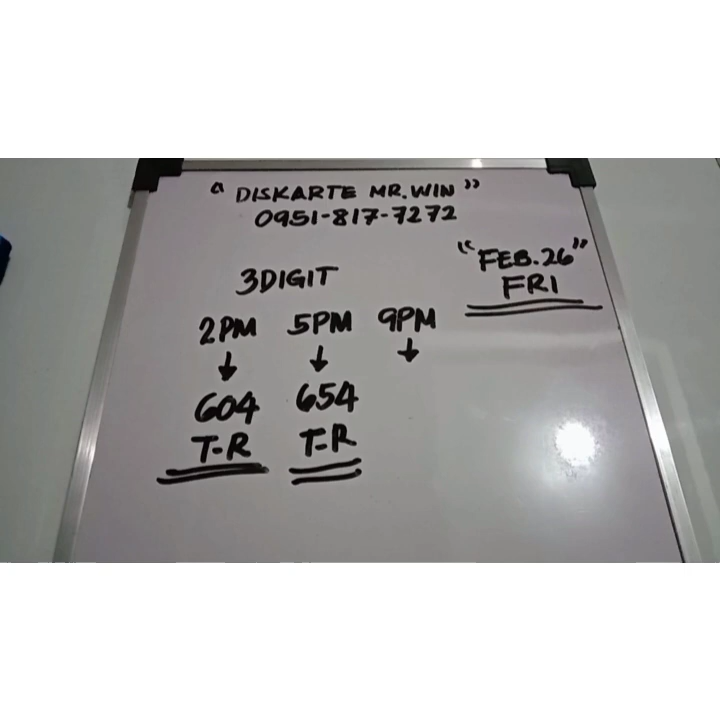 "DISKARTE MR. WIN"
0951-817-7272
"FEB. 26"
FRI
3DIGIT
2PM 5PM 9PM
604 654
T-R T-R